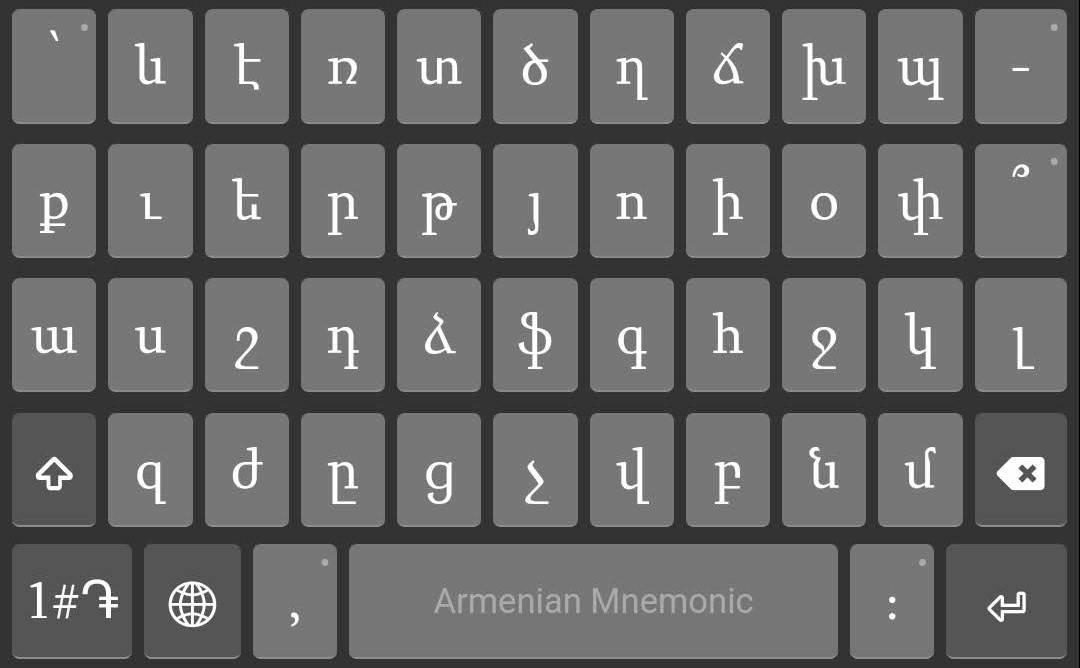 ՝ և է ռ տ ծ ղ ճ խ պ -
ք ւ ե ր թ յ ո ի օ փ ՞
ա ս շ դ ձ ֆ գ հ ջ կ լ
զ ժ ը ց չ վ բ ն մ
1#֏ , Armenian Mnemonic :